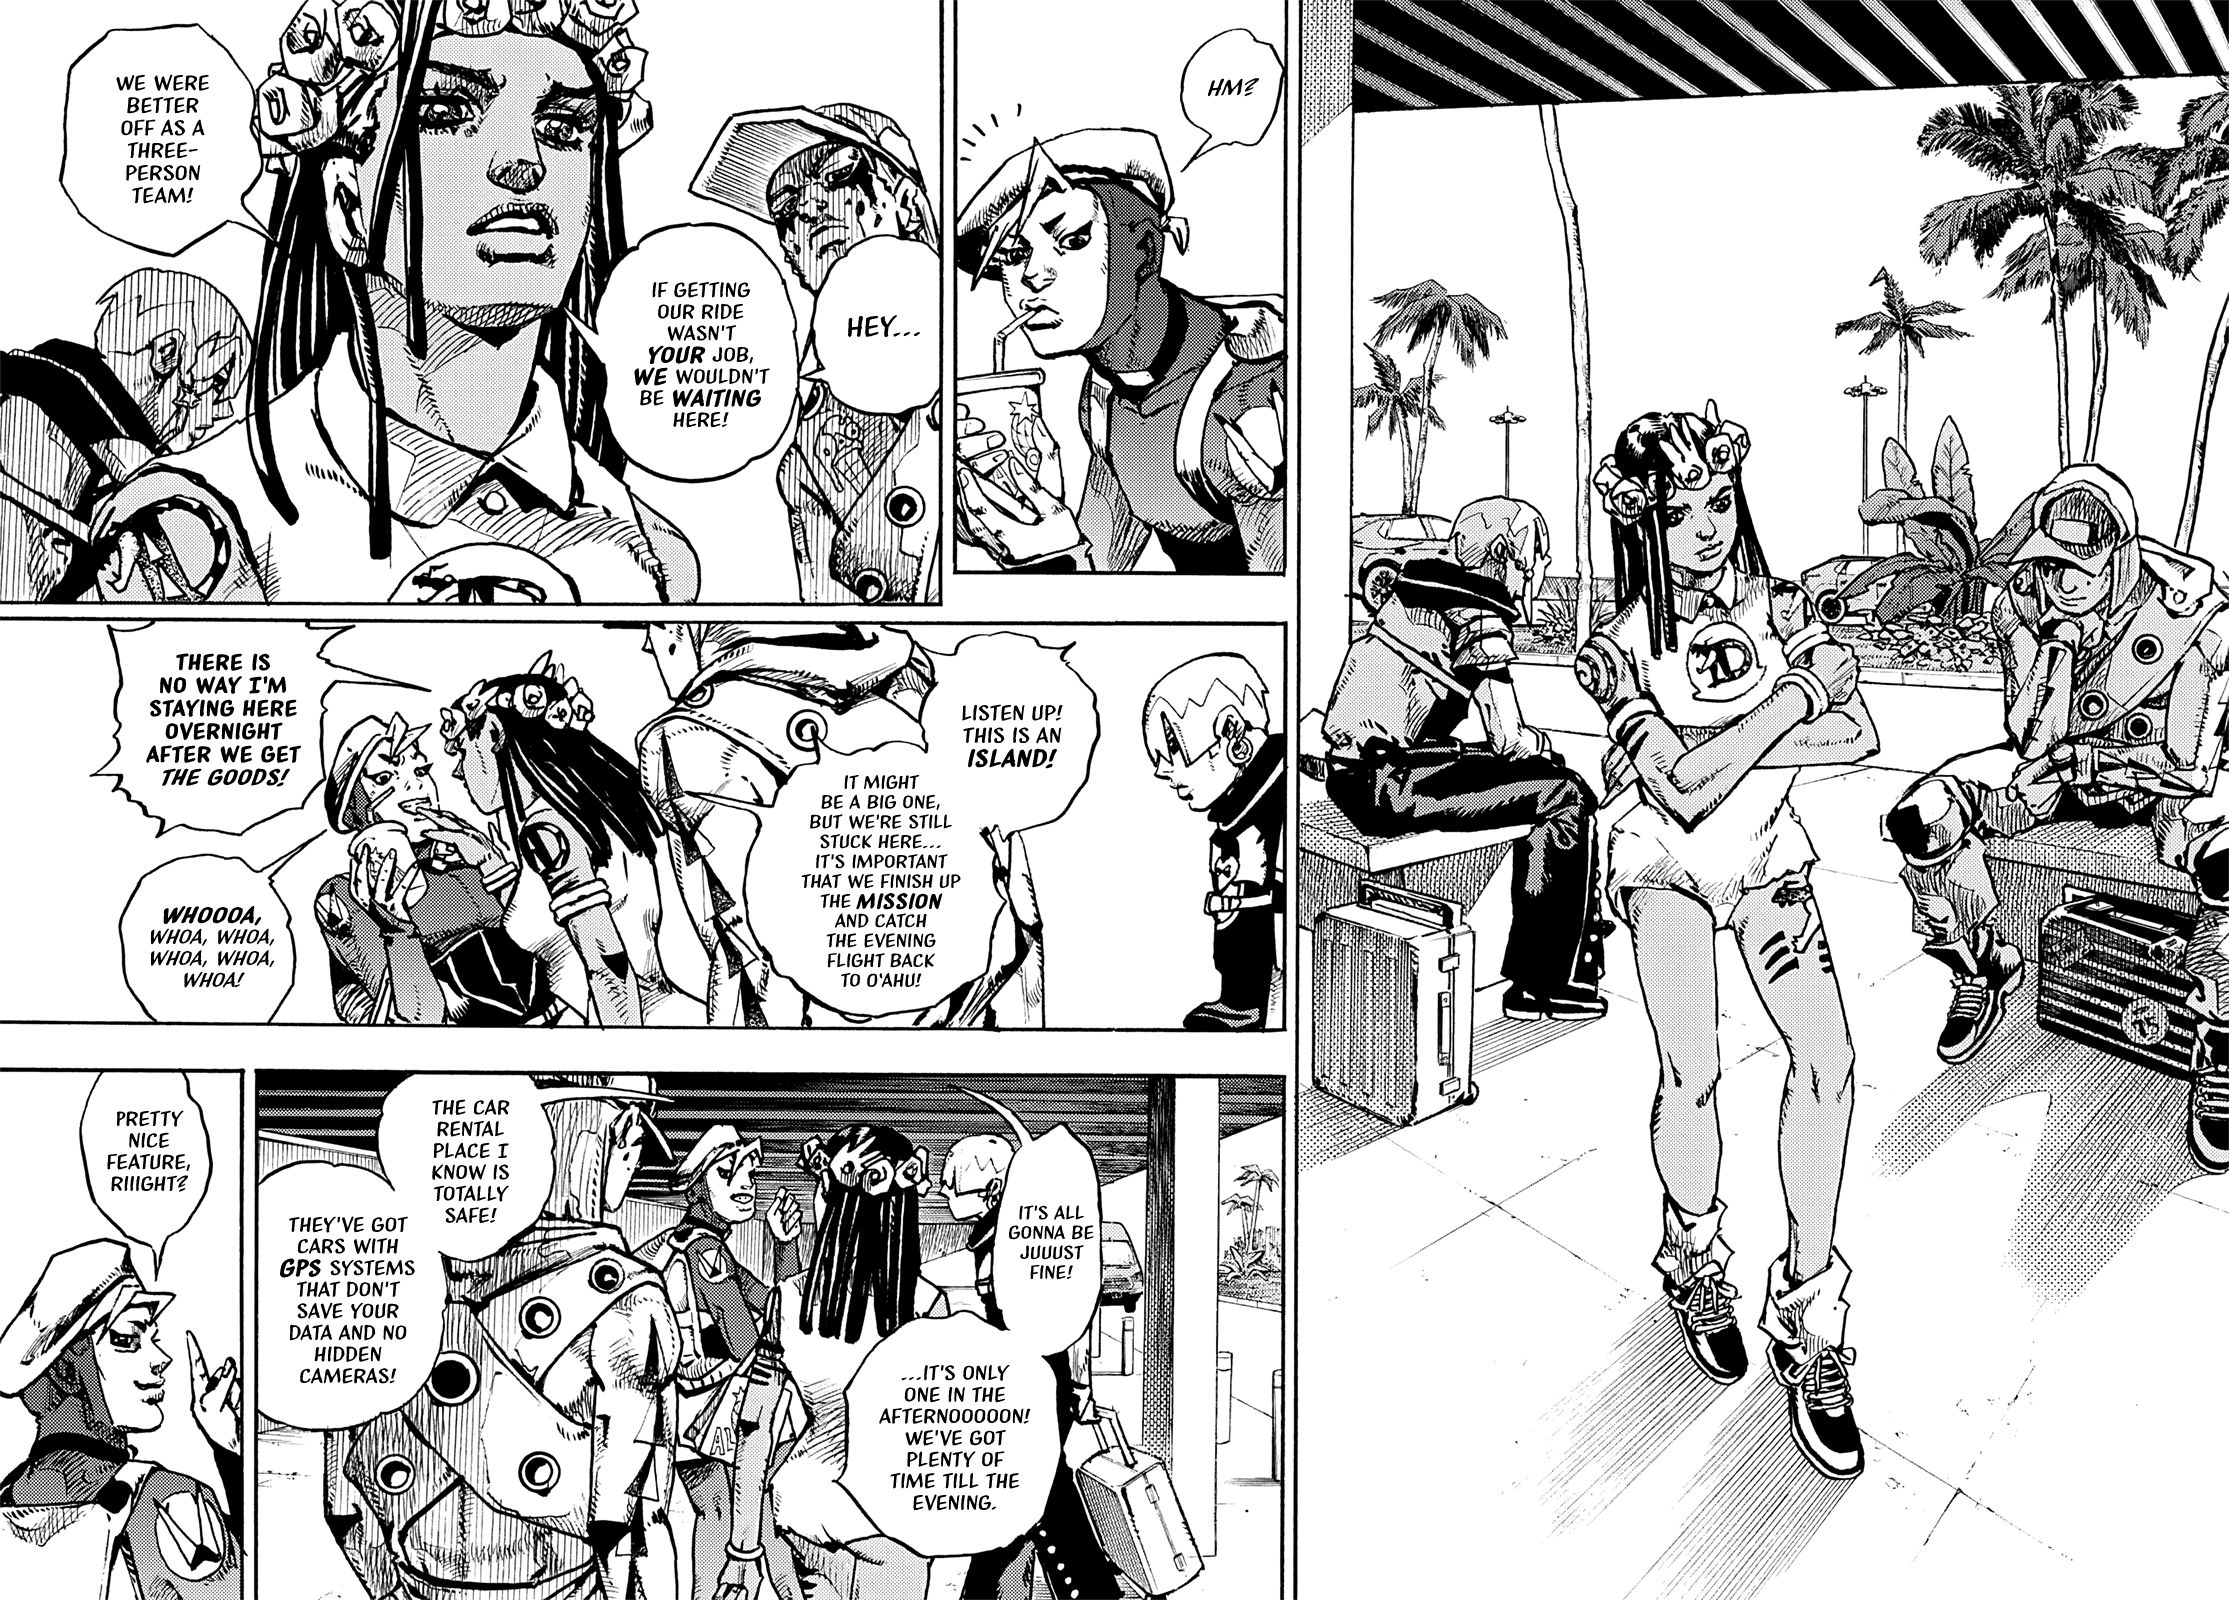 HM?
HEY...
IF GETTING
OUR RIDE
WASN'T
YOUR JOB,
WE WOULDN'T
BE WAITING
HERE!
WE WERE
BETTER
OFF AS A
THREE-
PERSON
TEAM!
LISTEN UP!
THIS IS AN
ISLAND!
IT MIGHT
BE A BIG ONE,
BUT WE'RE STILL
STUCK HERE...
IT'S IMPORTANT
THAT WE FINISH UP
THE MISSION
AND CATCH
THE EVENING
FLIGHT BACK
TO O'AHU!
THERE IS
NO WAY I'M
STAYING HERE
OVERNIGHT
AFTER WE GET
THE GOODS!
WHOOOA,
WHOA, WHOA,
WHOA, WHOA,
WHOA!
IT'S ALL
GONNA BE
JUUUST
FINE!
...IT'S ONLY
ONE IN THE
AFTERNOOOOON!
WE'VE GOT
PLENTY OF
TIME TILL THE
EVENING.
THE CAR
RENTAL
PLACE I
KNOW IS
TOTALLY
SAFE!
THEY'VE GOT
CARS WITH
GPS SYSTEMS
THAT DON'T
SAVE YOUR
DATA AND NO
HIDDEN
CAMERAS!
PRETTY
NICE
FEATURE,
RIIIGHT?